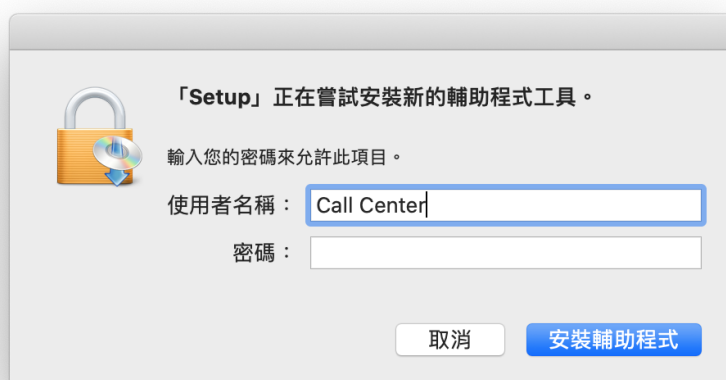 「Setup」正在嘗試安裝新的輔助程式工具。
輸入您的密碼來允許此項目。
使用者名稱： Call Center
密碼：
取消 安裝輔助程式